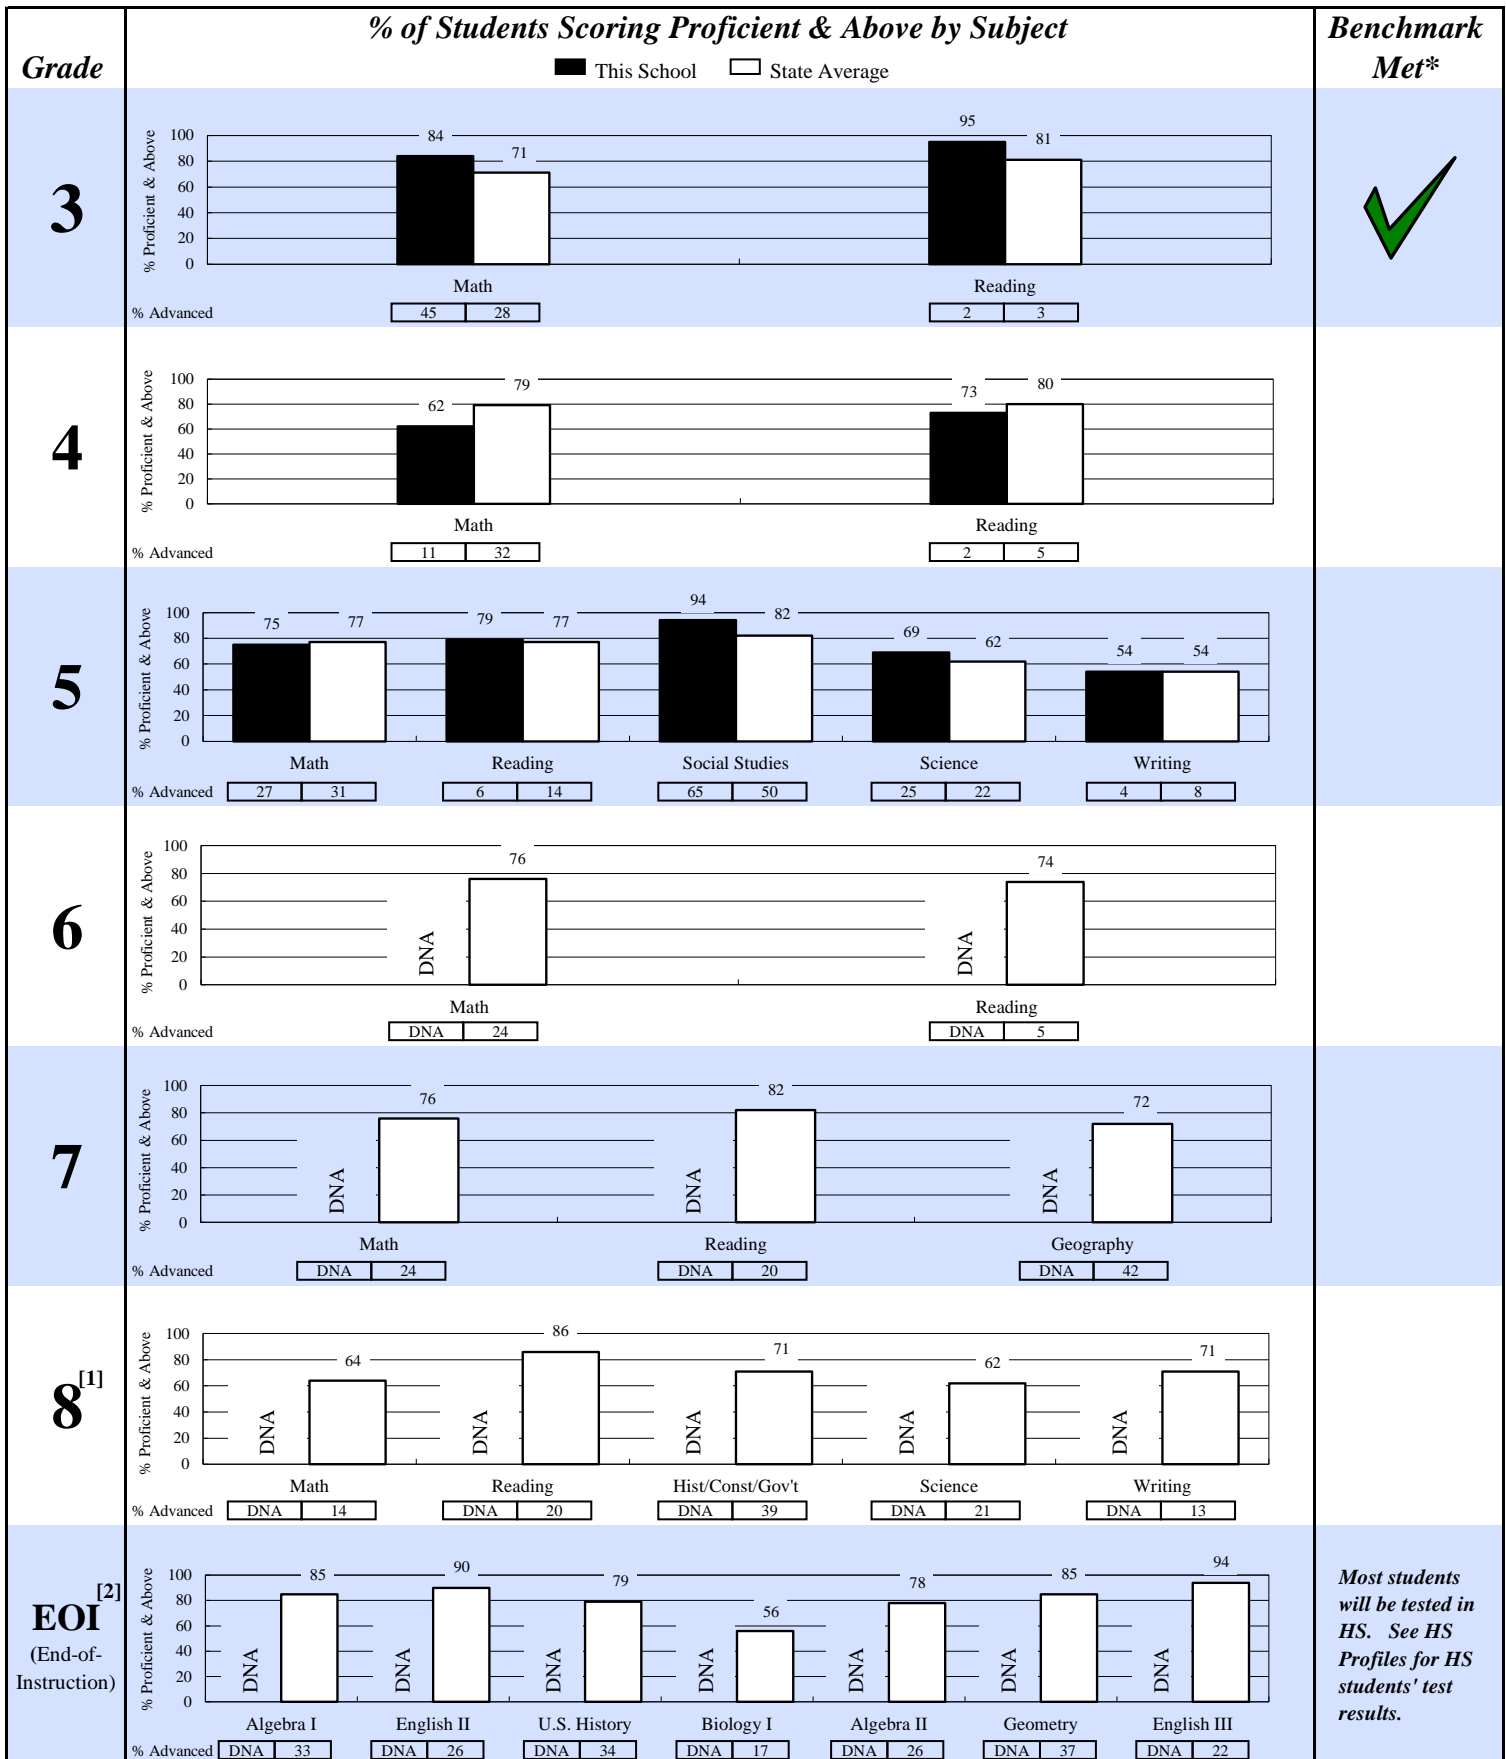 % of Students Scoring Proficient & Above by Subject
Benchmark
Met*
Grade
This School State Average
3
% Proficient & Above
100
80
60
40
20
0
84 71 95 81
Math Reading
% Advanced 45 28 2 3
4
% Proficient & Above
100
80
60
40
20
0
62 79 73 80
Math Reading
% Advanced 11 32 2 5
5
% Proficient & Above
100
80
60
40
20
0
75 77 79 77 94 82 69 62 54 54
Math Reading Social Studies Science Writing
% Advanced 27 31 6 14 65 50 25 22 4 8
6
% Proficient & Above
100
80
60
40
20
0
DNA 76 DNA 74
Math Reading
% Advanced DNA 24 DNA 5
7
% Proficient & Above
100
80
60
40
20
0
DNA 76 DNA 82 DNA 72
Math Reading Geography
% Advanced DNA 24 DNA 20 DNA 42
8[1]
% Proficient & Above
100
80
60
40
20
0
DNA 64 DNA 86 DNA 71 DNA 62 DNA 71
Math Reading Hist/Const/Gov't Science Writing
% Advanced DNA 14 DNA 20 DNA 39 DNA 21 DNA 13
EOI[2]
(End-of-
Instruction)
% Proficient & Above
100
80
60
40
20
0
DNA 85 DNA 90 DNA 79 DNA 56 DNA 78 DNA 85 DNA 94
Algebra I English II U.S. History Biology I Algebra II Geometry English III
% Advanced DNA 33 DNA 26 DNA 34 DNA 17 DNA 26 DNA 37 DNA 22
Most students
will be tested in
HS. See HS
Profiles for HS
students' test
results.